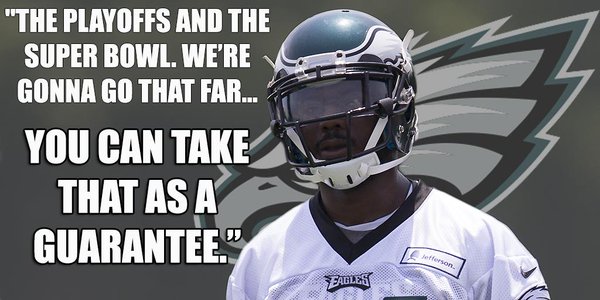 "THE PLAYOFFS AND THE
SUPER BOWL. WE'RE
GONNA GO THAT FAR...
YOU CAN TAKE
THAT AS A
GUARANTEE."
Jefferson.
EAGLES